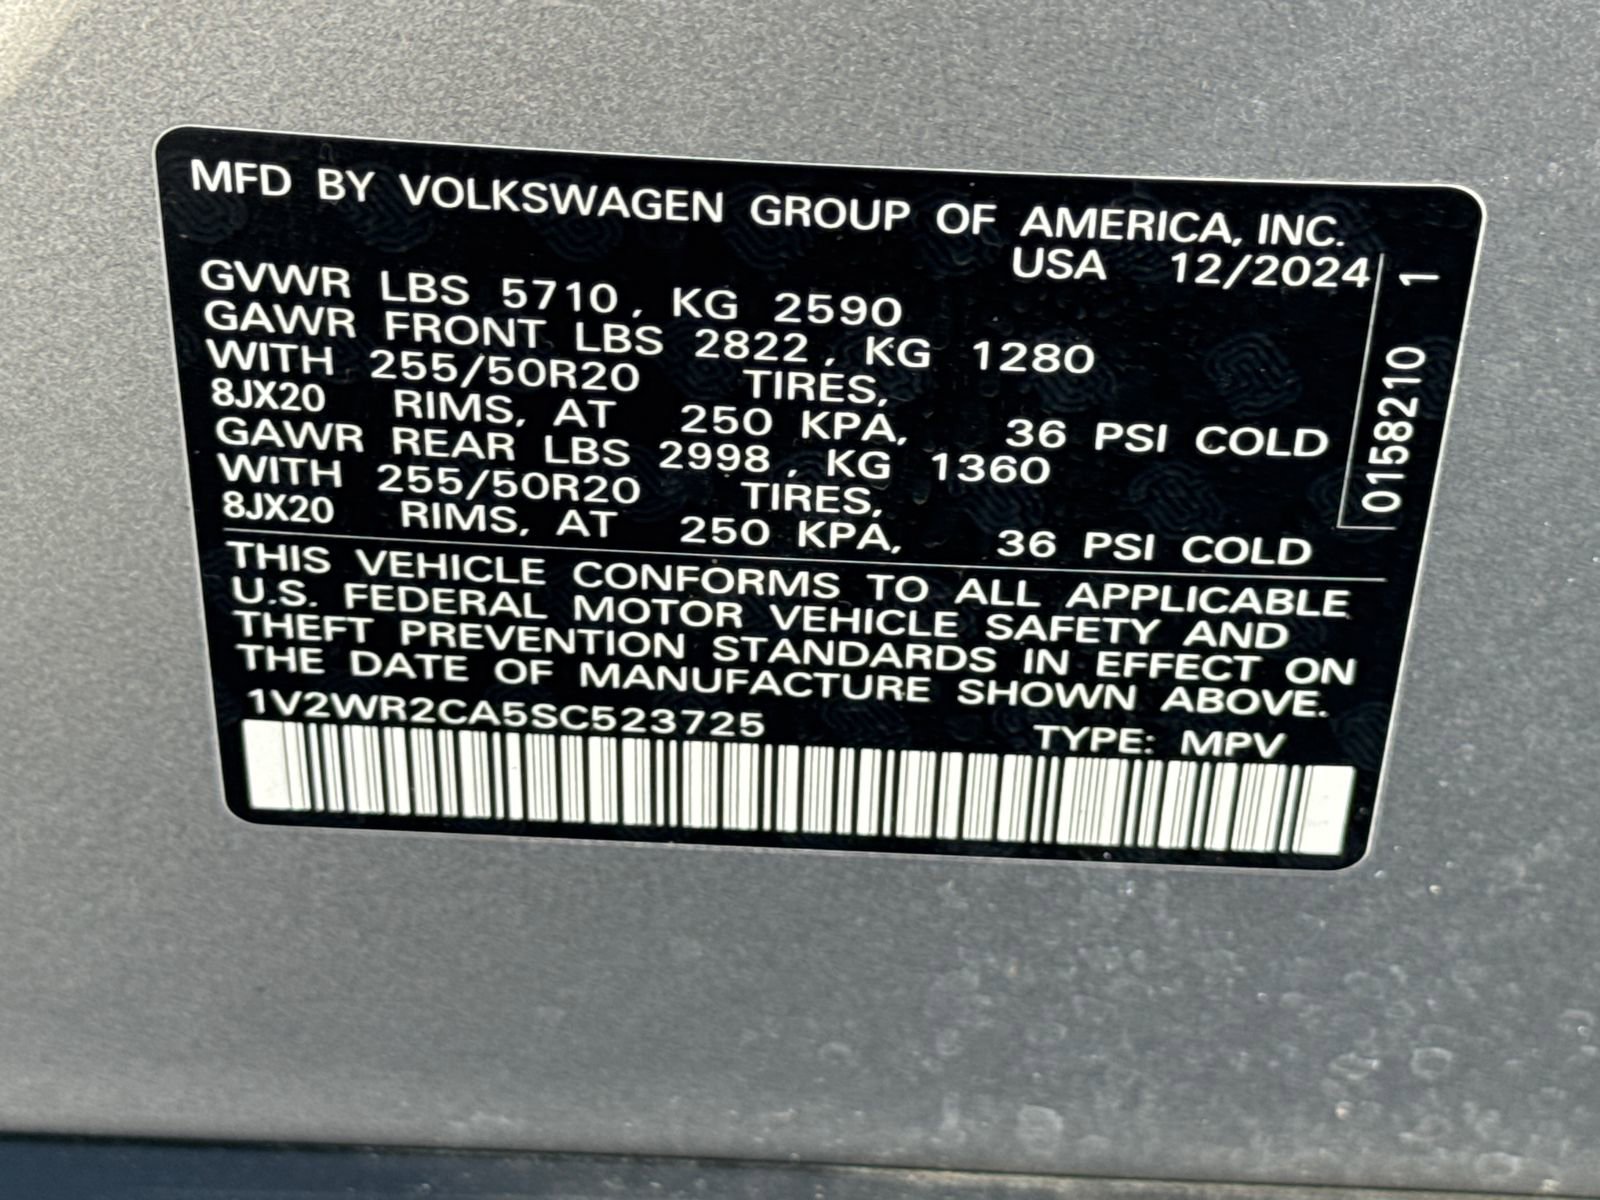 MFD BY VOLKSWAGEN GROUP OF AMERICA, INC.
USA 12/2024
GVWR LBS 5710, KG 2590
GAWR FRONT LBS 2822, KG 1280
WITH 255/50R20 TIRES,
8JX20 RIMS, AT 250 KPA, 36 PSI COLD
GAWR REAR LBS 2998, KG 1360
WITH 255/50R20 TIRES,
8JX20 RIMS, AT 250 KPA, 36 PSI COLD
THIS VEHICLE CONFORMS TO ALL APPLICABLE
U.S. FEDERAL MOTOR VEHICLE SAFETY AND
THEFT PREVENTION STANDARDS IN EFFECT ON
THE DATE OF MANUFACTURE SHOWN ABOVE.
1V2WR2CA5SC523725 TYPE: MPV
0158210 1